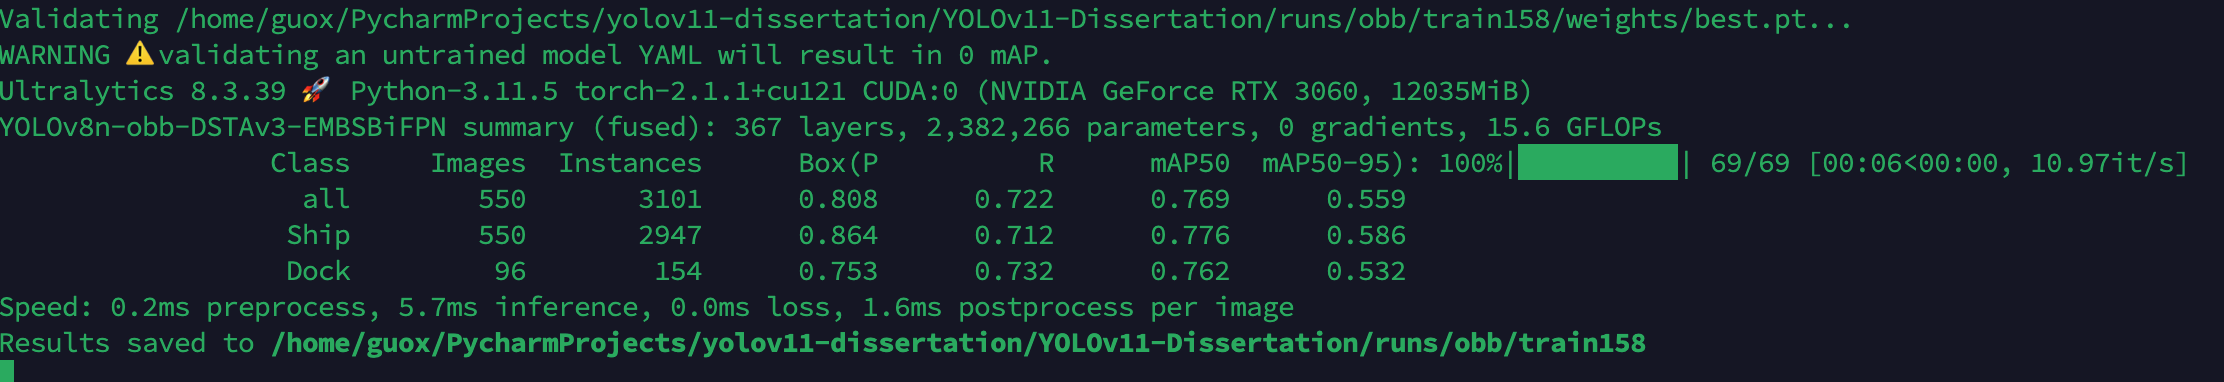 Validating /home/guox/PycharmProjects/yolov11-dissertation/YOLOv11-Dissertation/runs/obb/train158/weights/best.pt...
WARNING ⚠️validating an untrained model YAML will result in 0 mAP.
Ultralytics 8.3.39 🚀 Python-3.11.5 torch-2.1.1+cu121 CUDA:0 (NVIDIA GeForce RTX 3060, 12035MiB)
YOLOv8n-obb-DSTAv3-EMBSBiFPN summary (fused): 367 layers, 2,382,266 parameters, 0 gradients, 15.6 GFLOPs
Class Images Instances Box(P R mAP50 mAP50-95): 100%|██████████| 69/69 [00:06<00:00, 10.97it/s]
all 550 3101 0.808 0.722 0.769 0.559
Ship 550 2947 0.864 0.712 0.776 0.586
Dock 96 154 0.753 0.732 0.762 0.532
Speed: 0.2ms preprocess, 5.7ms inference, 0.0ms loss, 1.6ms postprocess per image
Results saved to /home/guox/PycharmProjects/yolov11-dissertation/YOLOv11-Dissertation/runs/obb/train158